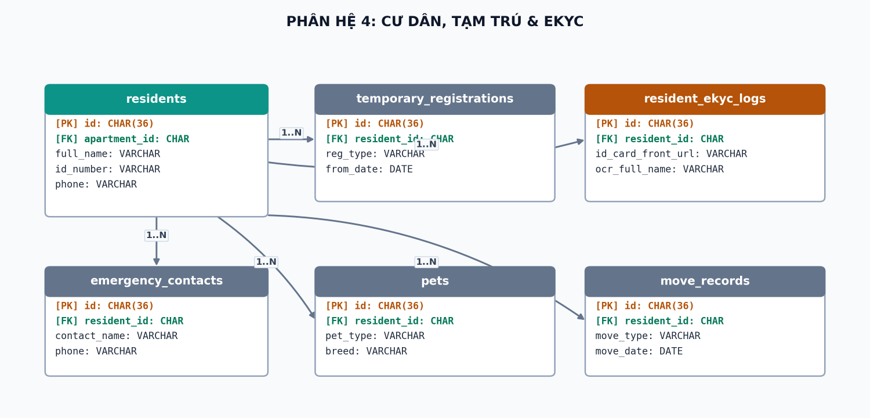 PHÂN HỆ 4: CƯ DÂN, TẠM TRÚ & EKYC
residents
[PK] id: CHAR(36)
[FK] apartment_id: CHAR
full_name: VARCHAR
id_number: VARCHAR
phone: VARCHAR
1..N
temporary_registrations
[PK] id: CHAR(36)
[FK] resident_id: CHAR
reg_type: VARCHAR
from_date: DATE
1..N
resident_ekyc_logs
[PK] id: CHAR(36)
[FK] resident_id: CHAR
id_card_front_url: VARCHAR
ocr_full_name: VARCHAR
1..N
1..N
1..N
emergency_contacts
[PK] id: CHAR(36)
[FK] resident_id: CHAR
contact_name: VARCHAR
phone: VARCHAR
pets
[PK] id: CHAR(36)
[FK] resident_id: CHAR
pet_type: VARCHAR
breed: VARCHAR
move_records
[PK] id: CHAR(36)
[FK] resident_id: CHAR
move_type: VARCHAR
move_date: DATE